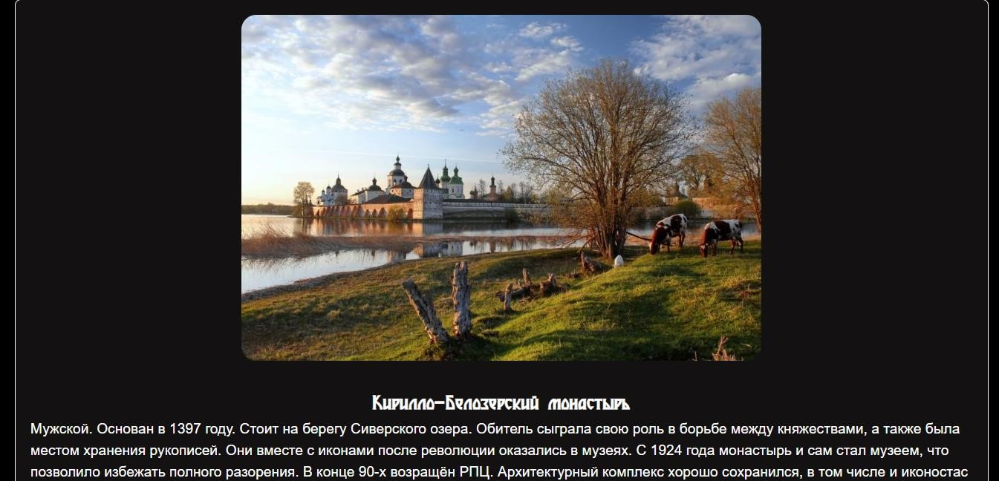 Кирилло-Белозерский монастырь
Мужской. Основан в 1397 году. Стоит на берегу Сиверского озера. Обитель сыграла свою роль в борьбе между княжествами, а также была
местом хранения рукописей. Они вместе с иконами после революции оказались в музеях. С 1924 года монастырь и сам стал музеем, что
позволило избежать полного разорения. В конце 90-х возращён РПЦ. Архитектурный комплекс хорошо сохранился, в том числе и иконостас